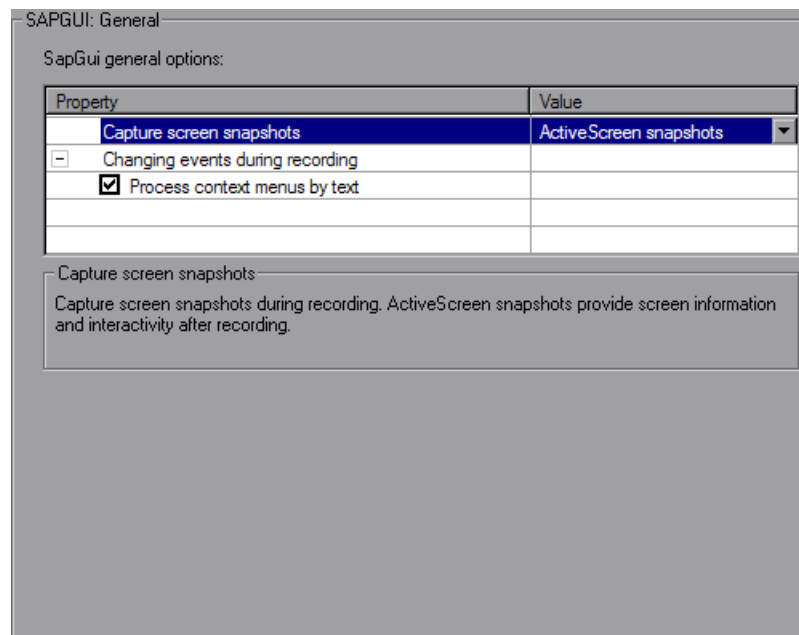 SAPGUI: General
SapGui general options:
Property Value
Capture screen snapshots ActiveScreen snapshots
Changing events during recording
Process context menus by text
Capture screen snapshots
Capture screen snapshots during recording. ActiveScreen snapshots provide screen information
and interactivity after recording.